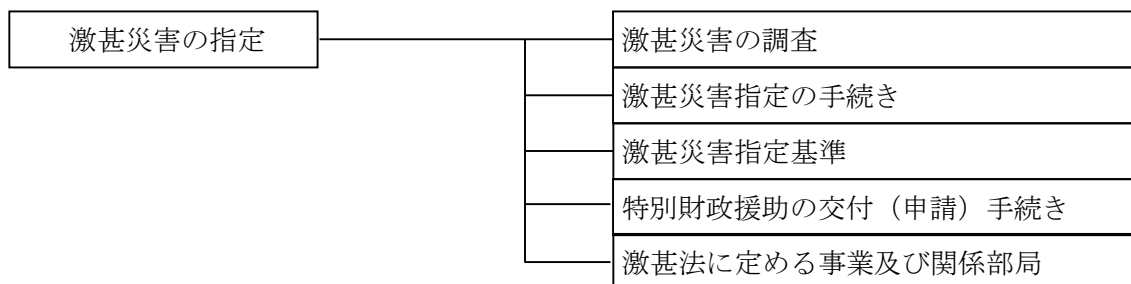 激甚災害の指定
激甚災害の調査
激甚災害指定の手続き
激甚災害指定基準
特別財政援助の交付（申請）手続き
激甚法に定める事業及び関係部局